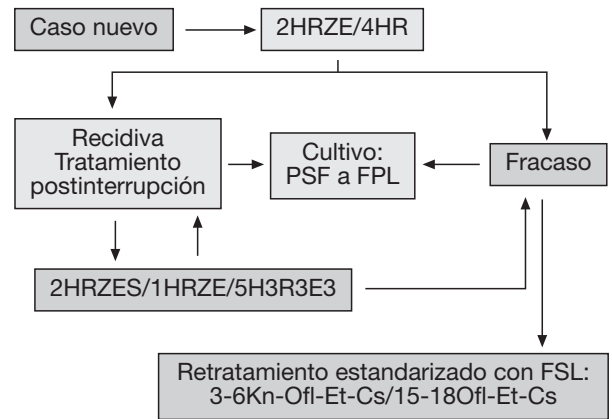 Caso nuevo
2HRZE/4HR
Recidiva
Tratamiento
postinterrupción
Cultivo:
PSF a FPL
Fracaso
2HRZES/1HRZE/5H3R3E3
Retratamiento estandarizado con FSL:
3-6Kn-Ofl-Et-Cs/15-18Ofl-Et-Cs